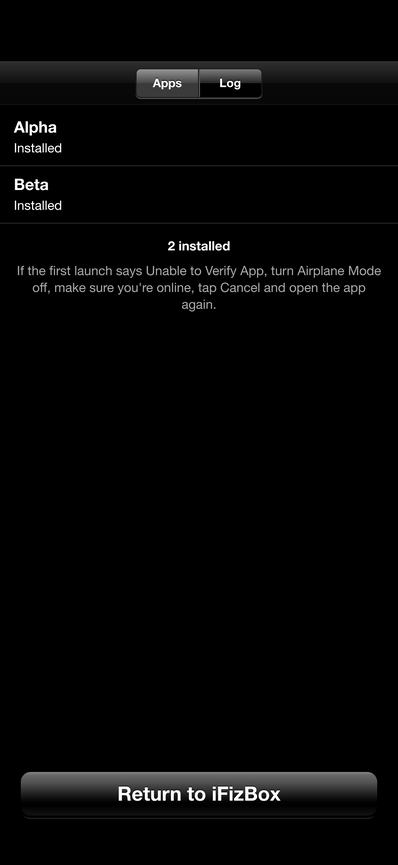 Apps
Log
Alpha
Installed
Beta
Installed
2 installed
If the first launch says Unable to Verify App, turn Airplane Mode
off, make sure you're online, tap Cancel and open the app
again.
Return to iFizBox